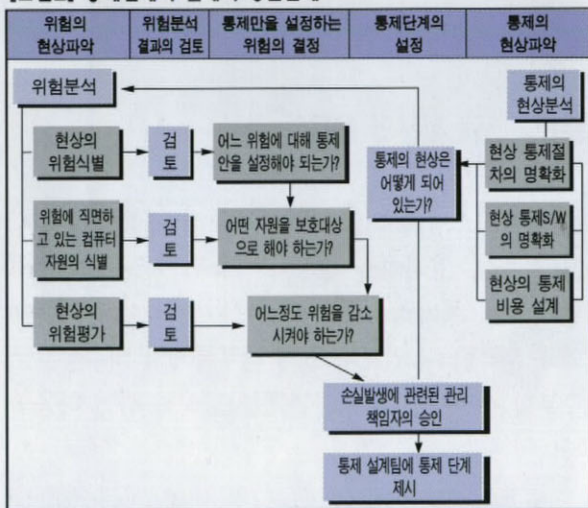 위험의
현상파악
위험분석
결과의 검토
통제만을 설정하는
위험의 결정
통제단계의
설정
통제의
현상파악
위험분석
통제의
현상분석
현상의
위험식별
검
토
어느 위험에 대해 통제
안을 설정해야 되는가?
통제의 현상은
어떻게 되어
있는가?
현상 통제절
차의 명확화
위험에 직면하
고 있는 컴퓨터
자원의 식별
검
토
어떤 자원을 보호대상
으로 해야 하는가?
현상 통제S/W
의 명확화
현상의
위험평가
검
토
어느정도 위험을 감소
시켜야 하는가?
현상의 통제
비용 설계
손실발생에 관련된 관리
책임자의 승인
통제 설계팀에 통제 단계
제시